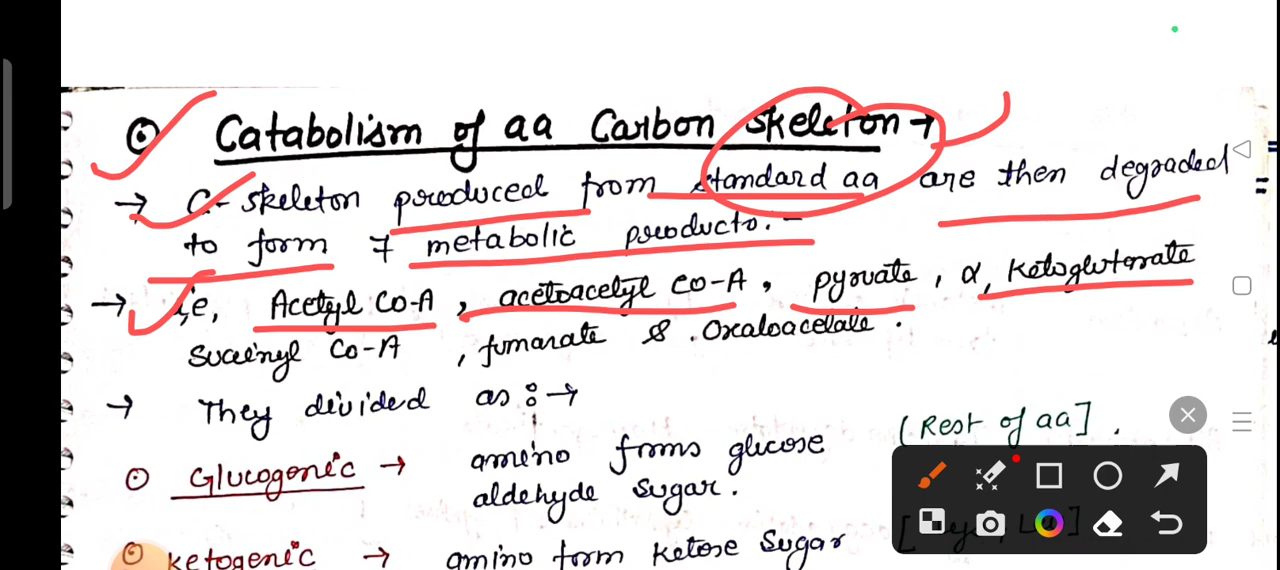 Catabolism of aa Carbon Skeleton →
→ C-skeleton produced from standard aa are then degraded
to form 7 metabolic products.-
→ i,e, Acetyl Co-A, acetoacetyl Co-A, pyruvate, α, Ketoglutarate
Succinyl Co-A, fumarate & Oxaloacetate.
→ They divided as :→
Glucogenic → amino forms glucose [Rest of aa].
aldehyde sugar.
Ketogenic → amino form ketose sugar